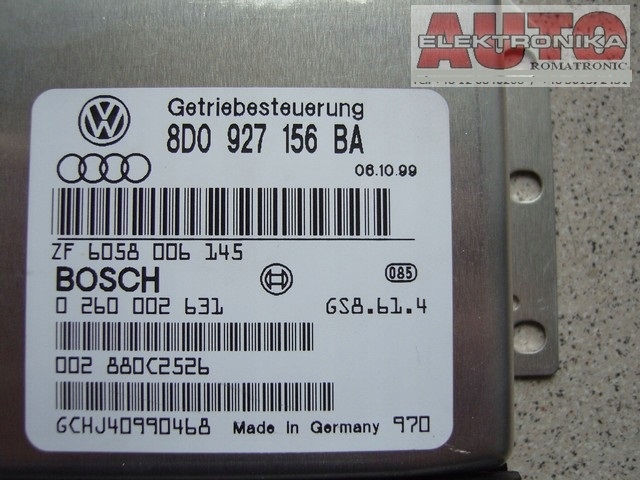 AUTO
ELEKTRONIKA
ROMATRONIC
Getriebesteuerung
8D0 927 156 BA
06.10.99
ZF 6058 006 145
BOSCH
085
0 260 002 631 GS8.61.4
002 880C2526
GCHJ40990468 Made in Germany 970